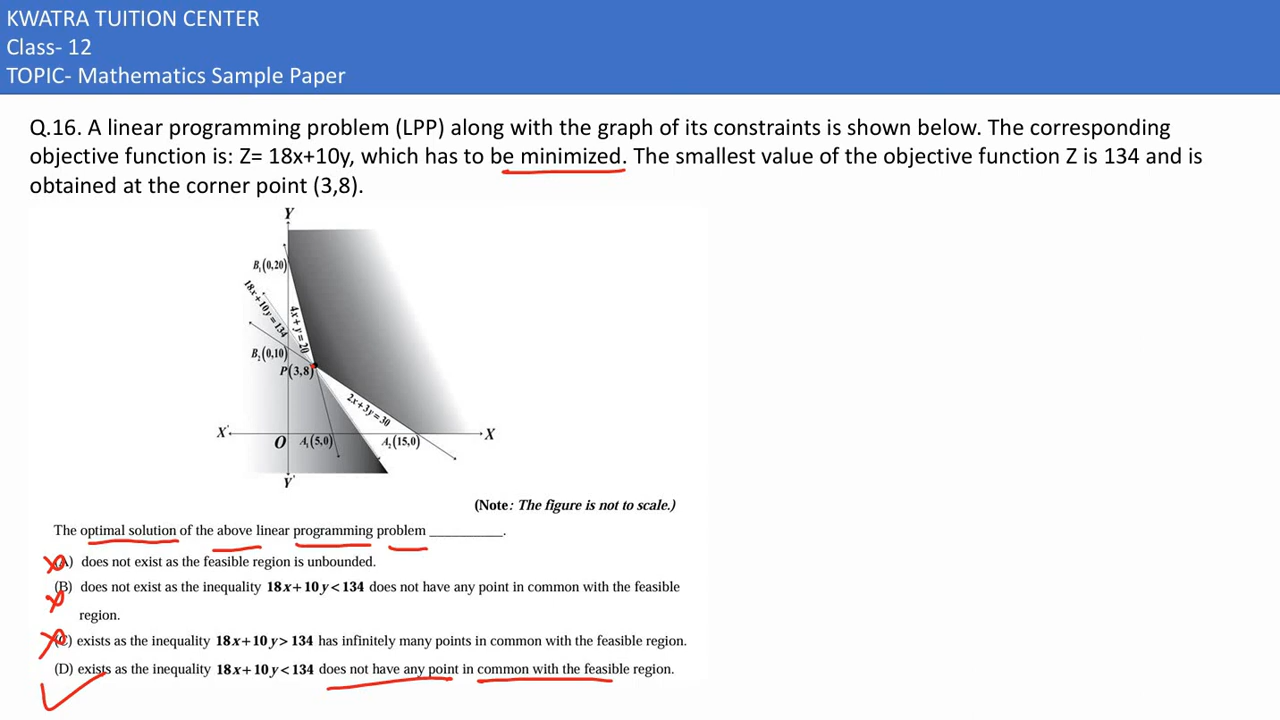 KWATRA TUITION CENTER
Class- 12
TOPIC- Mathematics Sample Paper
Q.16. A linear programming problem (LPP) along with the graph of its constraints is shown below. The corresponding
objective function is: Z= 18x+10y, which has to be minimized. The smallest value of the objective function Z is 134 and is
obtained at the corner point (3,8).
Y
B₁(0,20)
18x+10y=134
4x+y=20
B₂(0,10)
P(3,8)
2x+3y=30
X'
O
A₁(5,0)
A₂(15,0)
X
Y'
(Note: The figure is not to scale.)
The optimal solution of the above linear programming problem __________.
(A) does not exist as the feasible region is unbounded.
(B) does not exist as the inequality 18x+10y<134 does not have any point in common with the feasible
region.
(C) exists as the inequality 18x+10y>134 has infinitely many points in common with the feasible region.
(D) exists as the inequality 18x+10y<134 does not have any point in common with the feasible region.